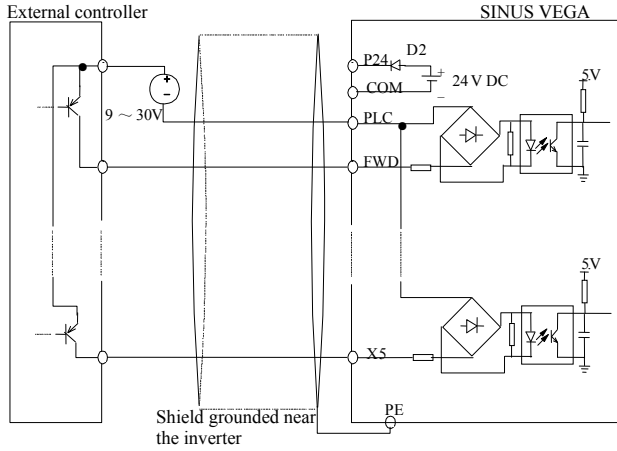 External controller
SINUS VEGA
P24
D2
+
24 V DC
5V
COM
−
+
−
9 ～ 30V
PLC
FWD
5V
X5
PE
Shield grounded near
the inverter